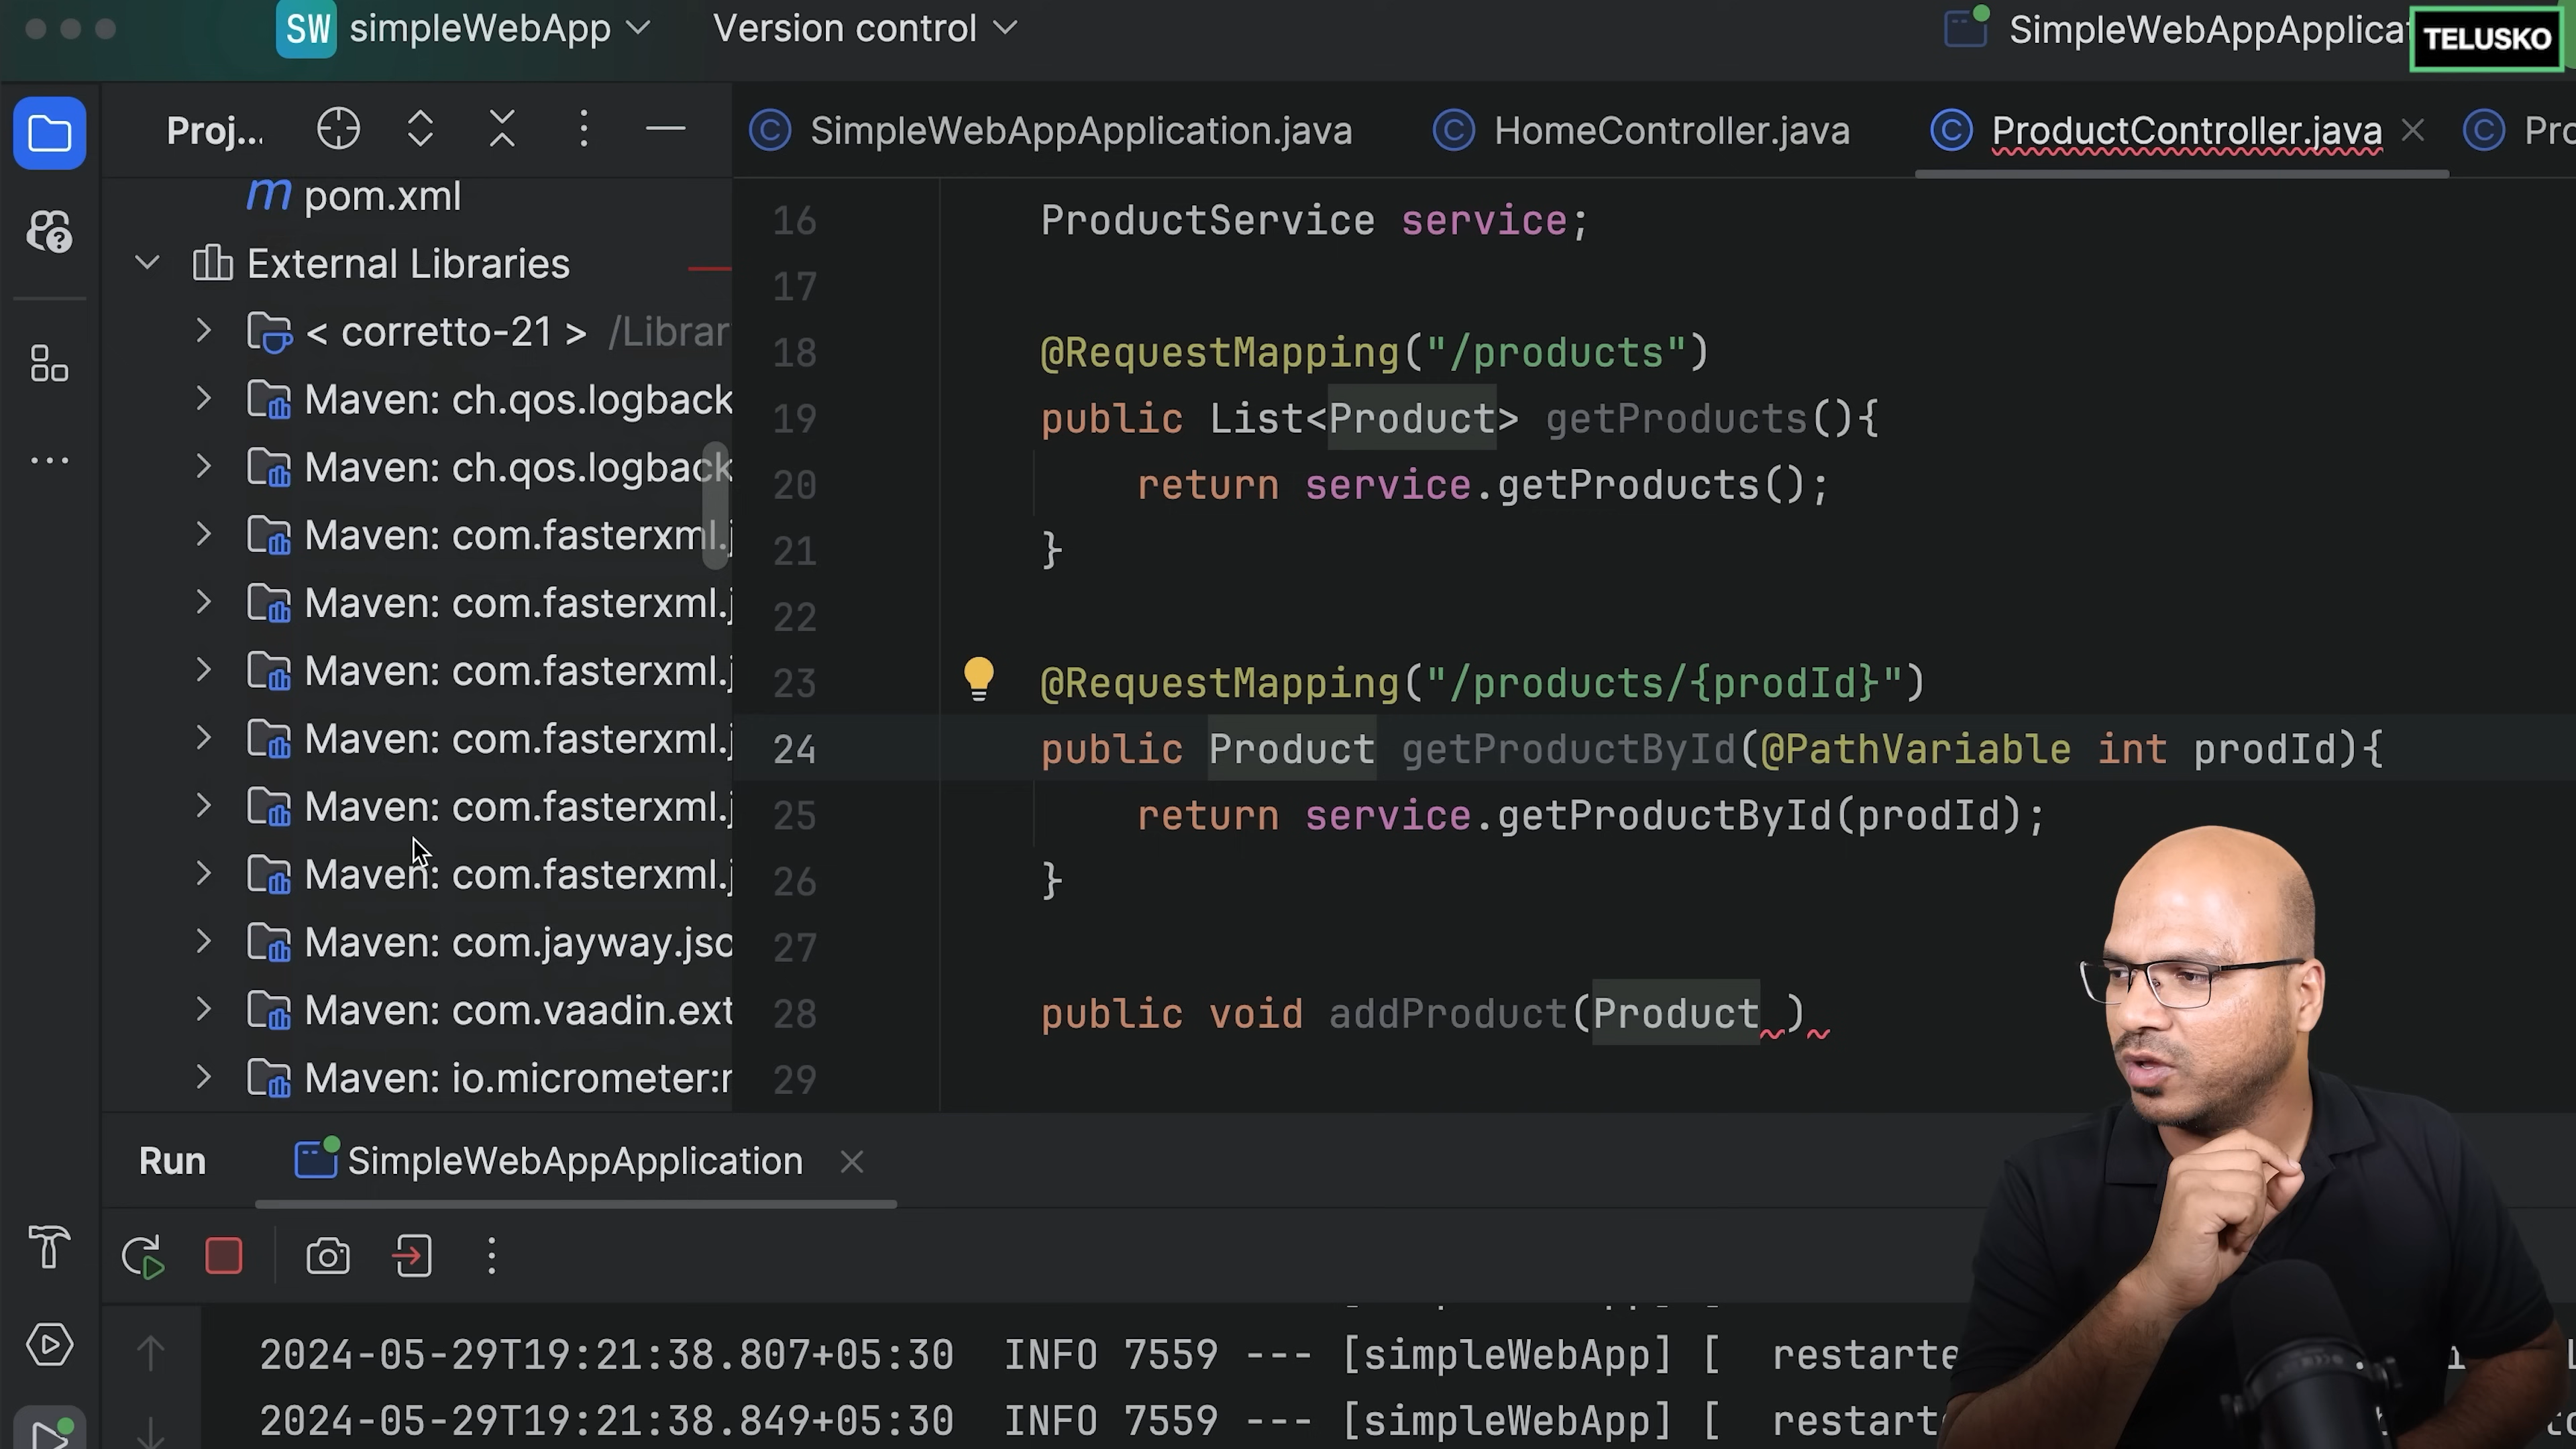 SW simpleWebApp Version control SimpleWebAppApplicat TELUSKO
Proj... SimpleWebAppApplication.java HomeController.java ProductController.java Pro
m pom.xml
External Libraries
< corretto-21 > /Librar
Maven: ch.qos.logback
Maven: ch.qos.logback
Maven: com.fasterxml.j
Maven: com.fasterxml.j
Maven: com.fasterxml.j
Maven: com.fasterxml.j
Maven: com.fasterxml.j
Maven: com.fasterxml.j
Maven: com.jayway.jso
Maven: com.vaadin.ext
Maven: io.micrometer:
16 ProductService service;
17
18 @RequestMapping("/products")
19 public List<Product> getProducts(){
20 return service.getProducts();
21 }
22
23 @RequestMapping("/products/{prodId}")
24 public Product getProductById(@PathVariable int prodId){
25 return service.getProductById(prodId);
26 }
27
28 public void addProduct(Product )
29
Run SimpleWebAppApplication
2024-05-29T19:21:38.807+05:30 INFO 7559 --- [simpleWebApp] [ restarte
2024-05-29T19:21:38.849+05:30 INFO 7559 --- [simpleWebApp] [ restart